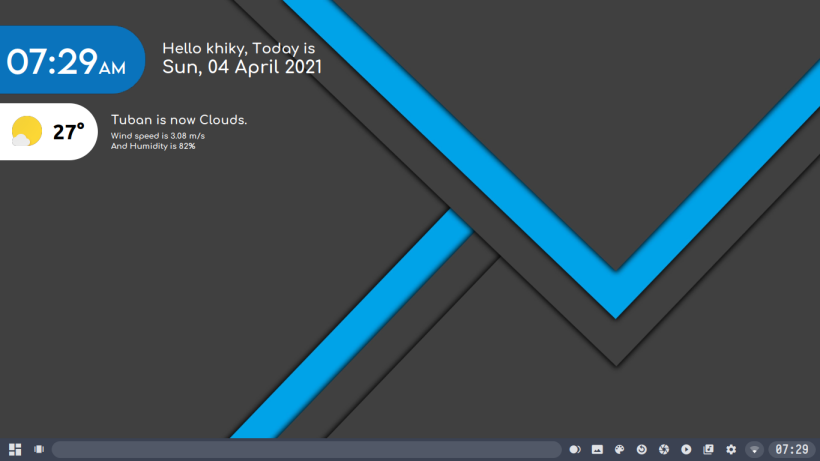 07:29AM
Hello khiky, Today is
Sun, 04 April 2021
27°
Tuban is now Clouds.
Wind speed is 3.08 m/s
And Humidity is 82%
07:29